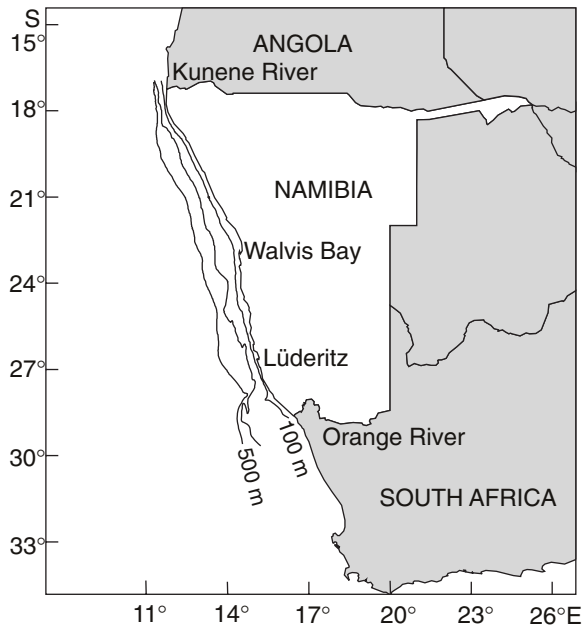 S
15°
ANGOLA
Kunene River
18°
NAMIBIA
21°
Walvis Bay
24°
Lüderitz
27°
Orange River
100 m
500 m
30°
SOUTH AFRICA
33°
11° 14° 17° 20° 23° 26°E